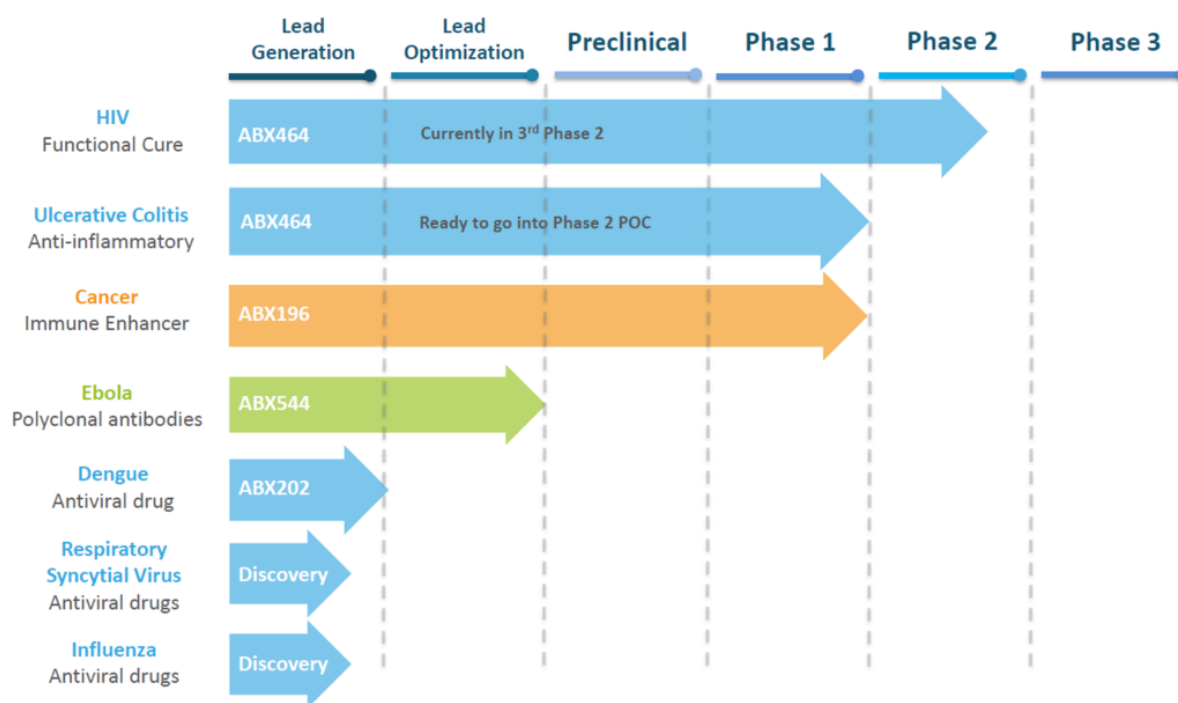 Lead
Generation
Lead
Optimization
Preclinical
Phase 1
Phase 2
Phase 3
HIV
Functional Cure
ABX464
Currently in 3rd Phase 2
Ulcerative Colitis
Anti-inflammatory
ABX464
Ready to go into Phase 2 POC
Cancer
Immune Enhancer
ABX196
Ebola
Polyclonal antibodies
ABX544
Dengue
Antiviral drug
ABX202
Respiratory
Syncytial Virus
Antiviral drugs
Discovery
Influenza
Antiviral drugs
Discovery